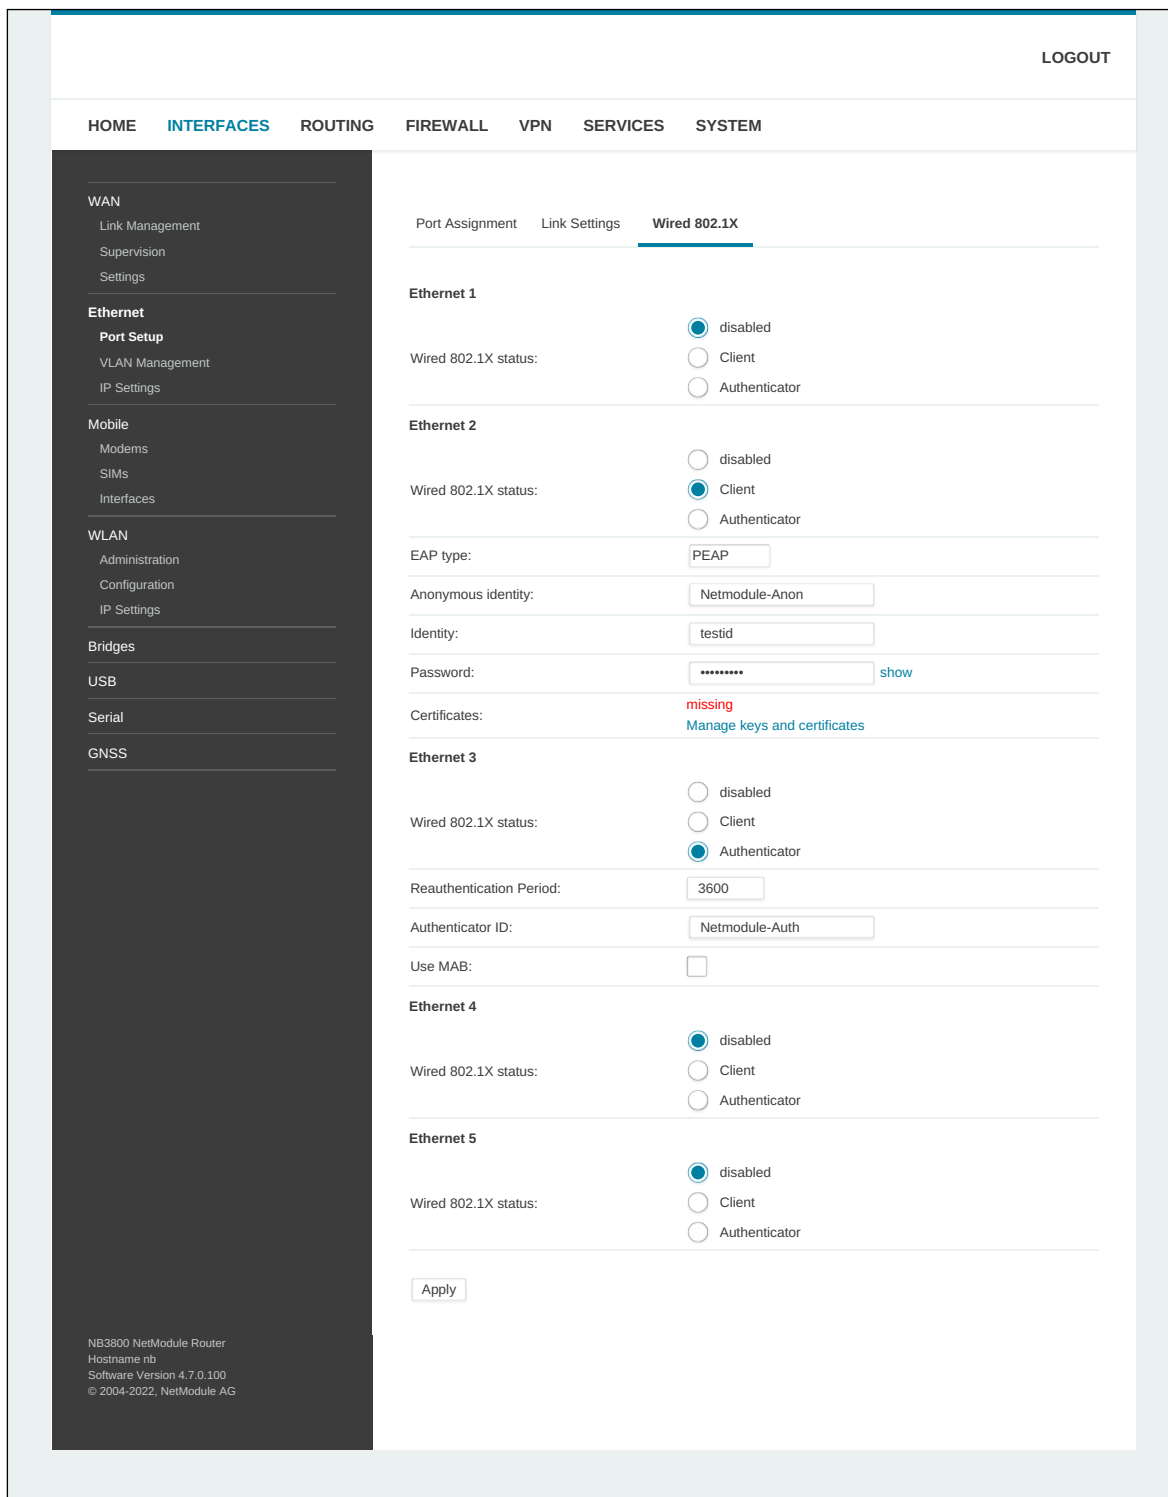 LOGOUT
HOME INTERFACES ROUTING FIREWALL VPN SERVICES SYSTEM
WAN
Link Management
Supervision
Settings
Ethernet
Port Setup
VLAN Management
IP Settings
Mobile
Modems
SIMs
Interfaces
WLAN
Administration
Configuration
IP Settings
Bridges
USB
Serial
GNSS
NB3800 NetModule Router
Hostname nb
Software Version 4.7.0.100
© 2004-2022, NetModule AG
Port Assignment Link Settings Wired 802.1X
Ethernet 1
Wired 802.1X status:
disabled
Client
Authenticator
Ethernet 2
Wired 802.1X status:
disabled
Client
Authenticator
EAP type: PEAP
Anonymous identity: Netmodule-Anon
Identity: testid
Password: ••••••••• show
Certificates:
missing
Manage keys and certificates
Ethernet 3
Wired 802.1X status:
disabled
Client
Authenticator
Reauthentication Period: 3600
Authenticator ID: Netmodule-Auth
Use MAB:
Ethernet 4
Wired 802.1X status:
disabled
Client
Authenticator
Ethernet 5
Wired 802.1X status:
disabled
Client
Authenticator
Apply